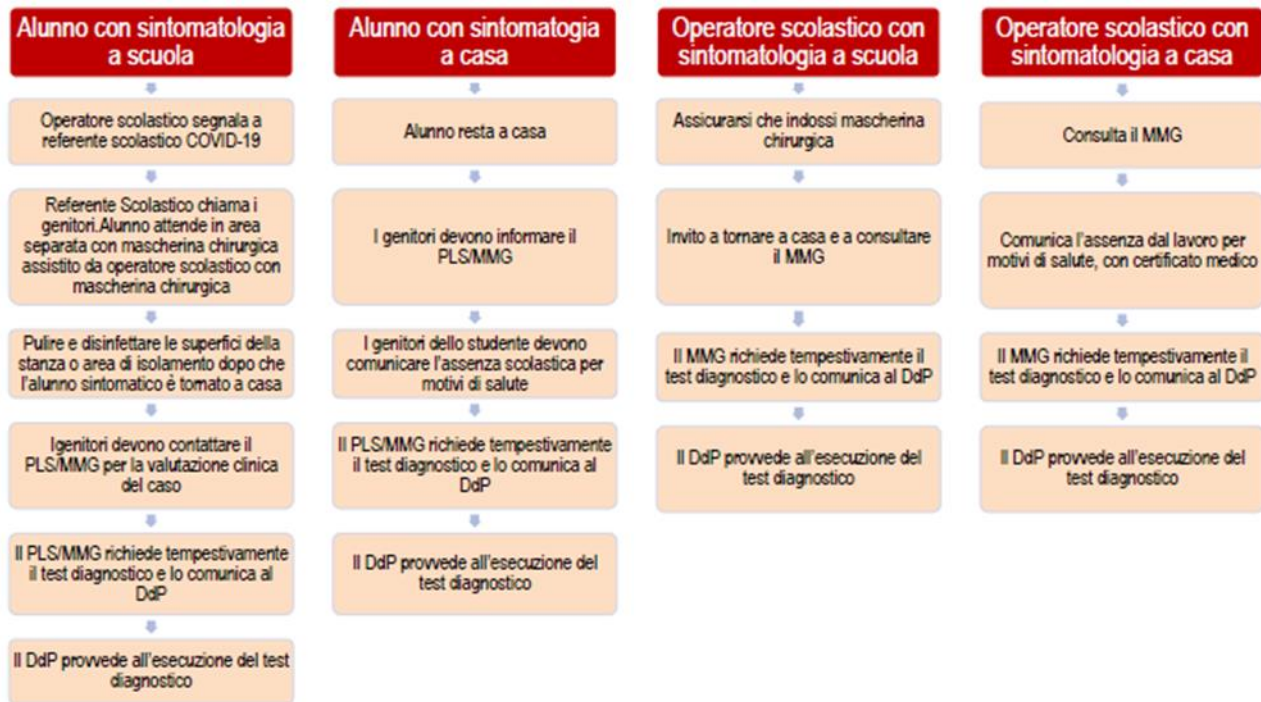 Alunno con sintomatologia
a scuola
Operatore scolastico segnala a
referente scolastico COVID-19
Referente Scolastico chiama i
genitori.Alunno attende in area
separata con mascherina chirurgica
assistito da operatore scolastico con
mascherina chirurgica
Pulire e disinfettare le superfici della
stanza o area di isolamento dopo che
l'alunno sintomatico è tornato a casa
Igenitori devono contattare il
PLS/MMG per la valutazione clinica
del caso
Il PLS/MMG richiede tempestivamente
il test diagnostico e lo comunica al
DdP
Il DdP provvede all'esecuzione del test
diagnostico
Alunno con sintomatogia
a casa
Alunno resta a casa
I genitori devono informare il
PLS/MMG
I genitori dello studente devono
comunicare l'assenza scolastica per
motivi di salute
Il PLS/MMG richiede tempestivamente
il test diagnostico e lo comunica al
DdP
Il DdP provvede all'esecuzione del
test diagnostico
Operatore scolastico con
sintomatologia a scuola
Assicurarsi che indossi mascherina
chirurgica
Invito a tornare a casa e a consultare
il MMG
Il MMG richiede tempestivamente il
test diagnostico e lo comunica al DdP
Il DdP provvede all'esecuzione del
test diagnostico
Operatore scolastico con
sintomatologia a casa
Consulta il MMG
Comunica l'assenza dal lavoro per
motivi di salute, con certificato medico
Il MMG richiede tempestivamente il
test diagnostico e lo comunica al DdP
Il DdP provvede all'esecuzione del
test diagnostico